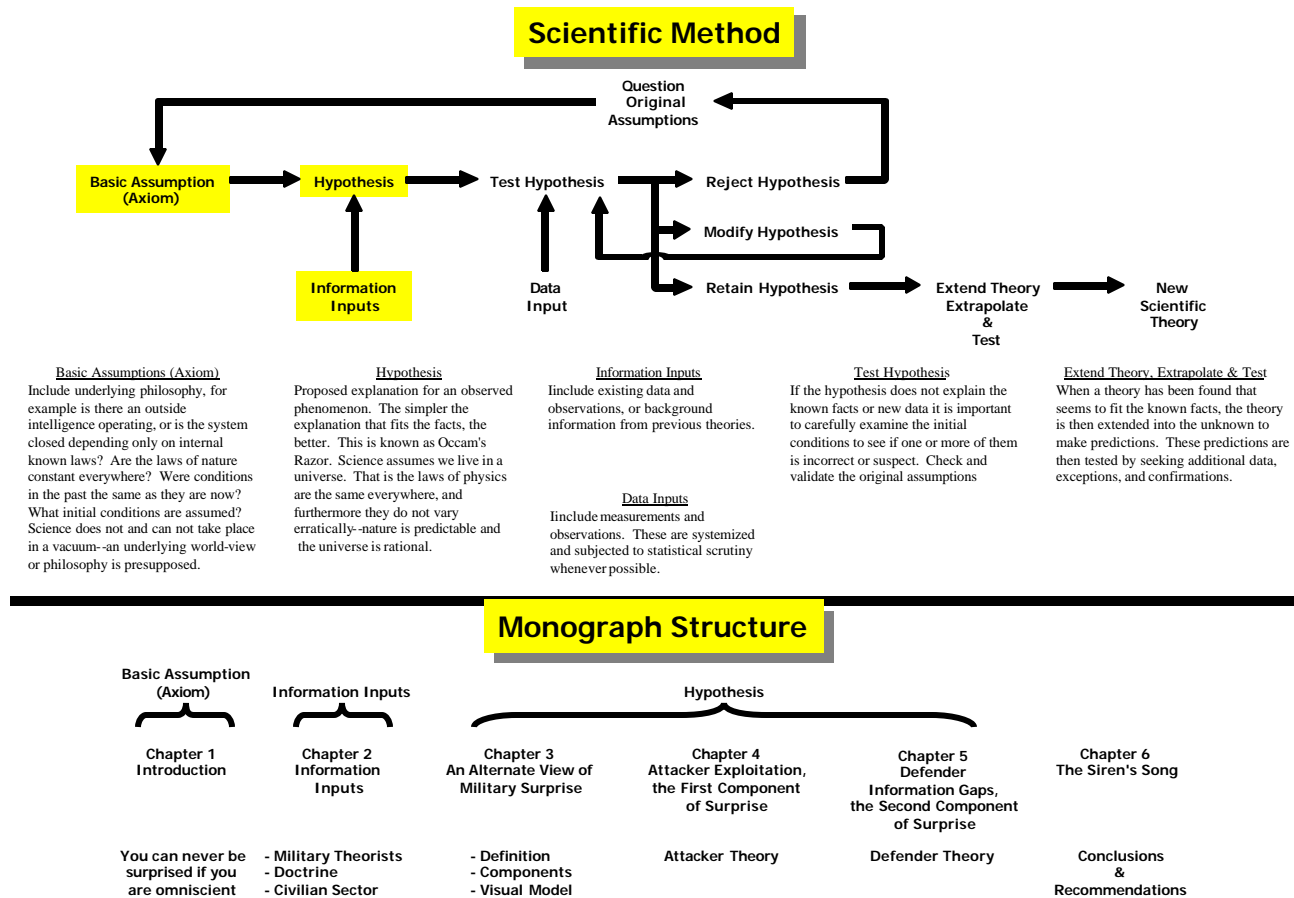 Scientific Method
Question
Original
Assumptions
Basic Assumption
(Axiom)
Hypothesis
Test Hypothesis
Reject Hypothesis
Modify Hypothesis
Information
Inputs
Data
Input
Retain Hypothesis
Extend Theory
Extrapolate
&
Test
New
Scientific
Theory
Basic Assumptions (Axiom)
Include underlying philosophy, for
example is there an outside
intelligence operating, or is the system
closed depending only on internal
known laws? Are the laws of nature
constant everywhere? Were conditions
in the past the same as they are now?
What initial conditions are assumed?
Science does not and can not take place
in a vacuum--an underlying world-view
or philosophy is presupposed.
Hypothesis
Proposed explanation for an observed
phenomenon. The simpler the
explanation that fits the facts, the
better. This is known as Occam's
Razor. Science assumes we live in a
universe. That is the laws of physics
are the same everywhere, and
furthermore they do not vary
erratically--nature is predictable and
the universe is rational.
Information Inputs
Iinclude existing data and
observations, or background
information from previous theories.
Data Inputs
Iinclude measurements and
observations. These are systemized
and subjected to statistical scrutiny
whenever possible.
Test Hypothesis
If the hypothesis does not explain the
known facts or new data it is important
to carefully examine the initial
conditions to see if one or more of them
is incorrect or suspect. Check and
validate the original assumptions
Extend Theory, Extrapolate & Test
When a theory has been found that
seems to fit the known facts, the theory
is then extended into the unknown to
make predictions. These predictions are
then tested by seeking additional data,
exceptions, and confirmations.
Monograph Structure
Basic Assumption
(Axiom)
Information Inputs
Hypothesis
Chapter 1
Introduction
Chapter 2
Information
Inputs
Chapter 3
An Alternate View of
Military Surprise
Chapter 4
Attacker Exploitation,
the First Component
of Surprise
Chapter 5
Defender
Information Gaps,
the Second Component
of Surprise
Chapter 6
The Siren's Song
You can never be
surprised if you
are omniscient
- Military Theorists
- Doctrine
- Civilian Sector
- Definition
- Components
- Visual Model
Attacker Theory
Defender Theory
Conclusions
&
Recommendations